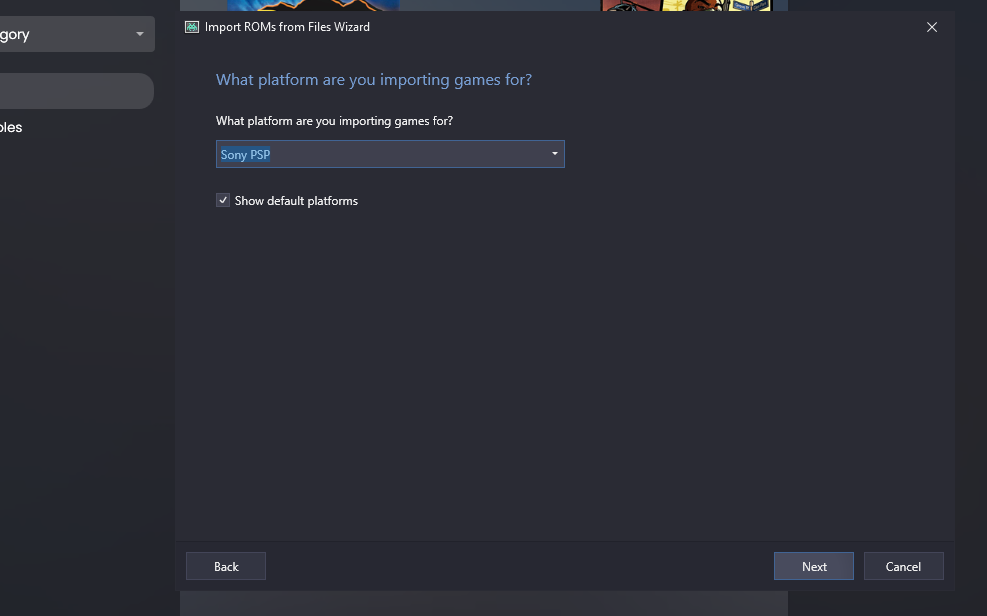 gory
Import ROMs from Files Wizard
What platform are you importing games for?
What platform are you importing games for?
Sony PSP
Show default platforms
oles
Back
Next
Cancel